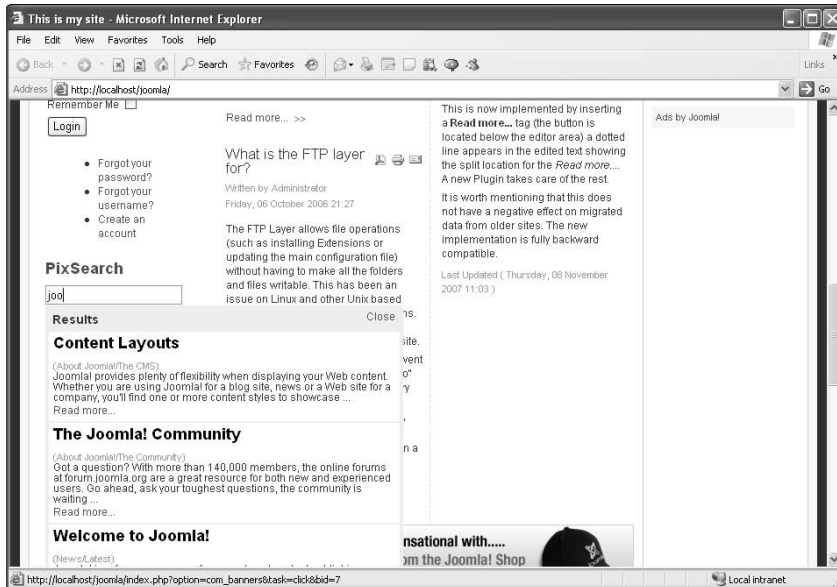 This is my site - Microsoft Internet Explorer
File Edit View Favorites Tools Help
Back Search Favorites Links
Address http://localhost/joomla/ Go
Remember Me
Login
Forgot your
password?
Forgot your
username?
Create an
account
PixSearch
joo
Results Close
Content Layouts
(About Joomla!/The CMS)
Joomla! provides plenty of flexibility when displaying your Web content.
Whether you are using Joomla! for a blog site, news or a Web site for a
company, you'll find one or more content styles to showcase ...
Read more...
The Joomla! Community
(About Joomla!/The Community)
Got a question? With more than 140,000 members, the online forums
at forum.joomla.org are a great resource for both new and experienced
users. Go ahead, ask your toughest questions, the community is
waiting ...
Read more...
Welcome to Joomla!
(News/Latest)
Read more... >>
What is the FTP layer
for?
Written by Administrator
Friday, 06 October 2006 21:27
The FTP Layer allows file operations
(such as installing Extensions or
updating the main configuration file)
without having to make all the folders
and files writable. This has been an
issue on Linux and other Unix based
ns.
site.
vent
o"
ry
n a
This is now implemented by inserting
a Read more... tag (the button is
located below the editor area) a dotted
line appears in the edited text showing
the split location for the Read more....
A new Plugin takes care of the rest.
It is worth mentioning that this does
not have a negative effect on migrated
data from older sites. The new
implementation is fully backward
compatible.
Last Updated ( Thursday, 08 November
2007 11:03 )
nsational with.....
om the Joomla! Shop
Ads by Joomla!
http://localhost/joomla/index.php?option=com_banners&task=click&bid=7
Local intranet